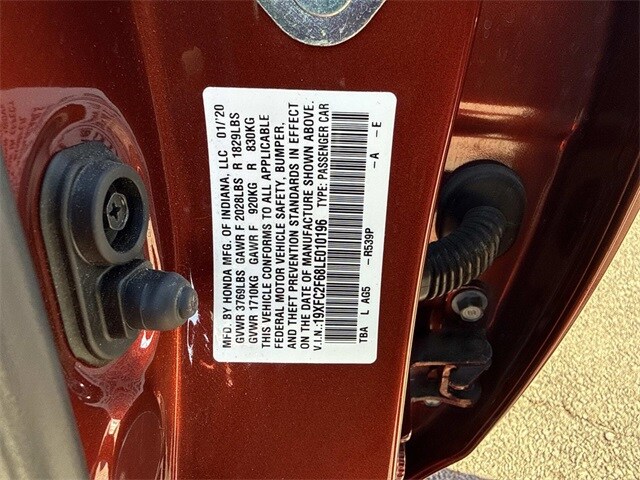 MFD. BY HONDA MFG. OF INDIANA, LLC 01/'20
GVWR 3769LBS GAWR F 2028LBS R 1829LBS
GVWR 1710KG GAWR F 920KG R 830KG
THIS VEHICLE CONFORMS TO ALL APPLICABLE
FEDERAL MOTOR VEHICLE SAFETY, BUMPER,
AND THEFT PREVENTION STANDARDS IN EFFECT
ON THE DATE OF MANUFACTURE SHOWN ABOVE.
V.I.N.:19XFC2F68LE010196 TYPE: PASSENGER CAR
TBA L AG5 -R539P -A -E